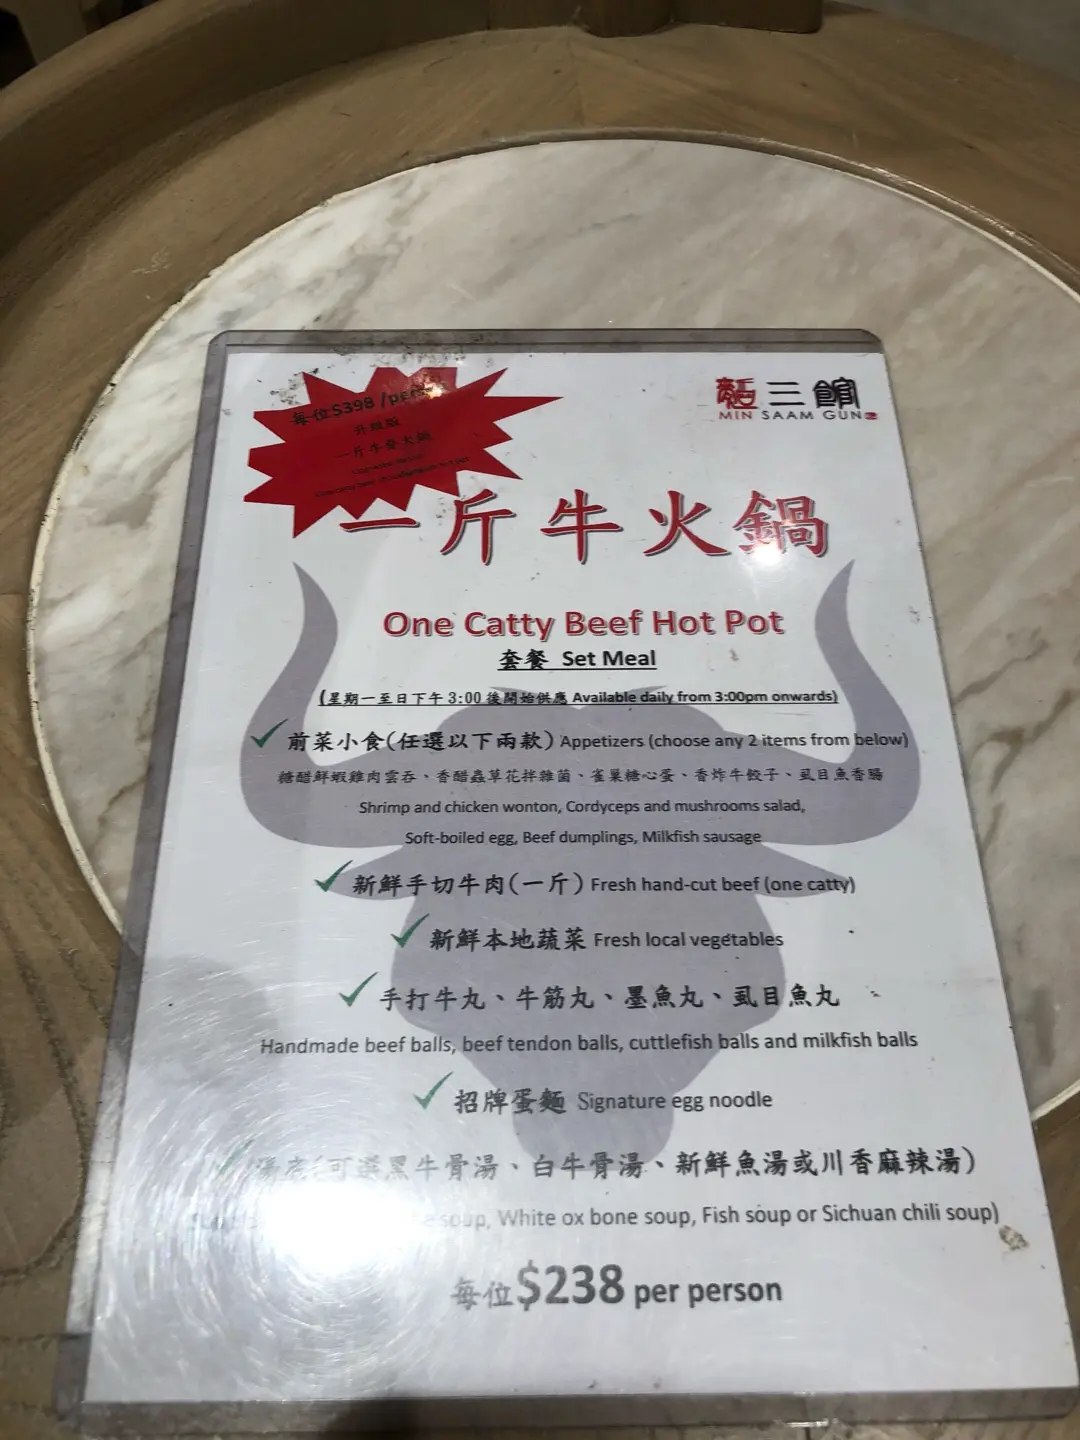 每位$398 /per
升級版
一斤牛發火鍋
麵三館
MIN SAAM GUN
一斤牛火鍋
One Catty Beef Hot Pot
套餐 Set Meal
(星期一至日下午 3:00 後開始供應 Available daily from 3:00pm onwards)
前菜小食(任選以下兩款) Appetizers (choose any 2 items from below)
糖醋鮮蝦雞肉雲吞、香醋蟲草花拌雜菌、雀巢糖心蛋、香炸牛餃子、虱目魚香腸
Shrimp and chicken wonton, Cordyceps and mushrooms salad,
Soft-boiled egg, Beef dumplings, Milkfish sausage
新鮮手切牛肉(一斤) Fresh hand-cut beef (one catty)
新鮮本地蔬菜 Fresh local vegetables
手打牛丸、牛筋丸、墨魚丸、虱目魚丸
Handmade beef balls, beef tendon balls, cuttlefish balls and milkfish balls
招牌蛋麵 Signature egg noodle
湯底(可選黑牛骨湯、白牛骨湯、新鮮魚湯或川香麻辣湯)
soup, White ox bone soup, Fish soup or Sichuan chili soup)
每位$238 per person